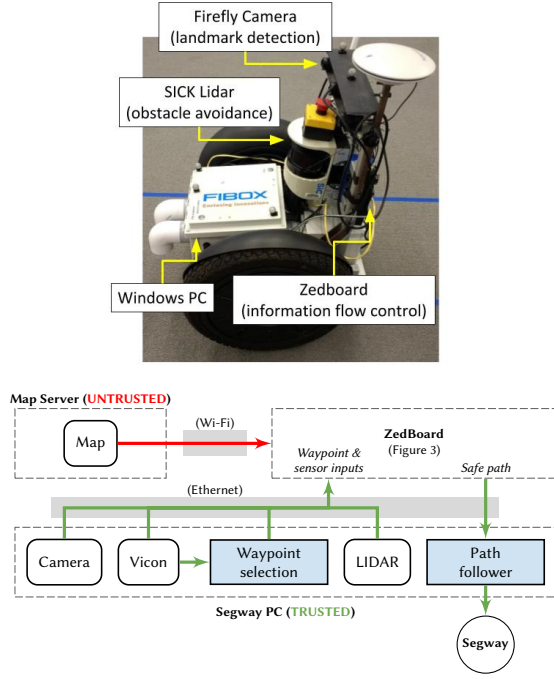 Firefly Camera
(landmark detection)
SICK Lidar
(obstacle avoidance)
FIBOX
Enclosing innovations
Windows PC
Zedboard
(information flow control)
Map Server (UNTRUSTED)
Map
(Wi-Fi)
ZedBoard
(Figure 3)
Waypoint &
sensor inputs
Safe path
(Ethernet)
Camera
Vicon
Waypoint
selection
LIDAR
Path
follower
Segway PC (TRUSTED)
Segway